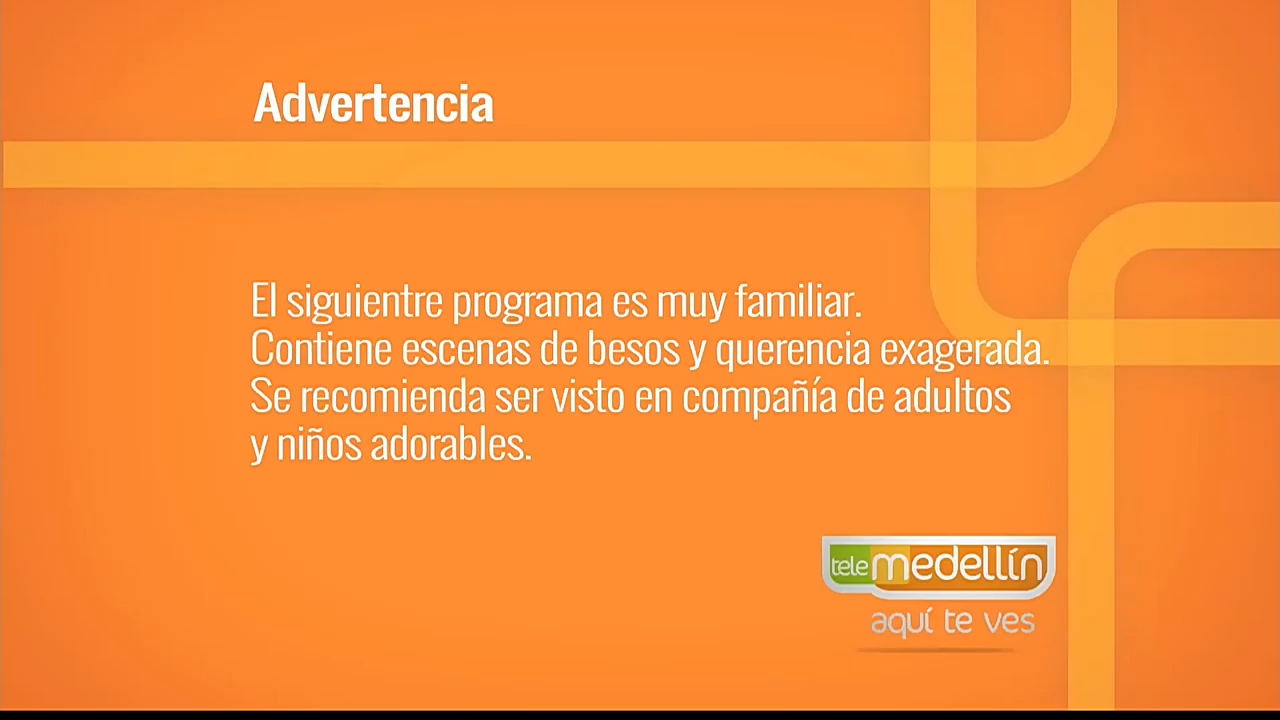 Advertencia
El siguientre programa es muy familiar.
Contiene escenas de besos y querencia exagerada.
Se recomienda ser visto en compañía de adultos
y niños adorables.
telemedellín
aquí te ves